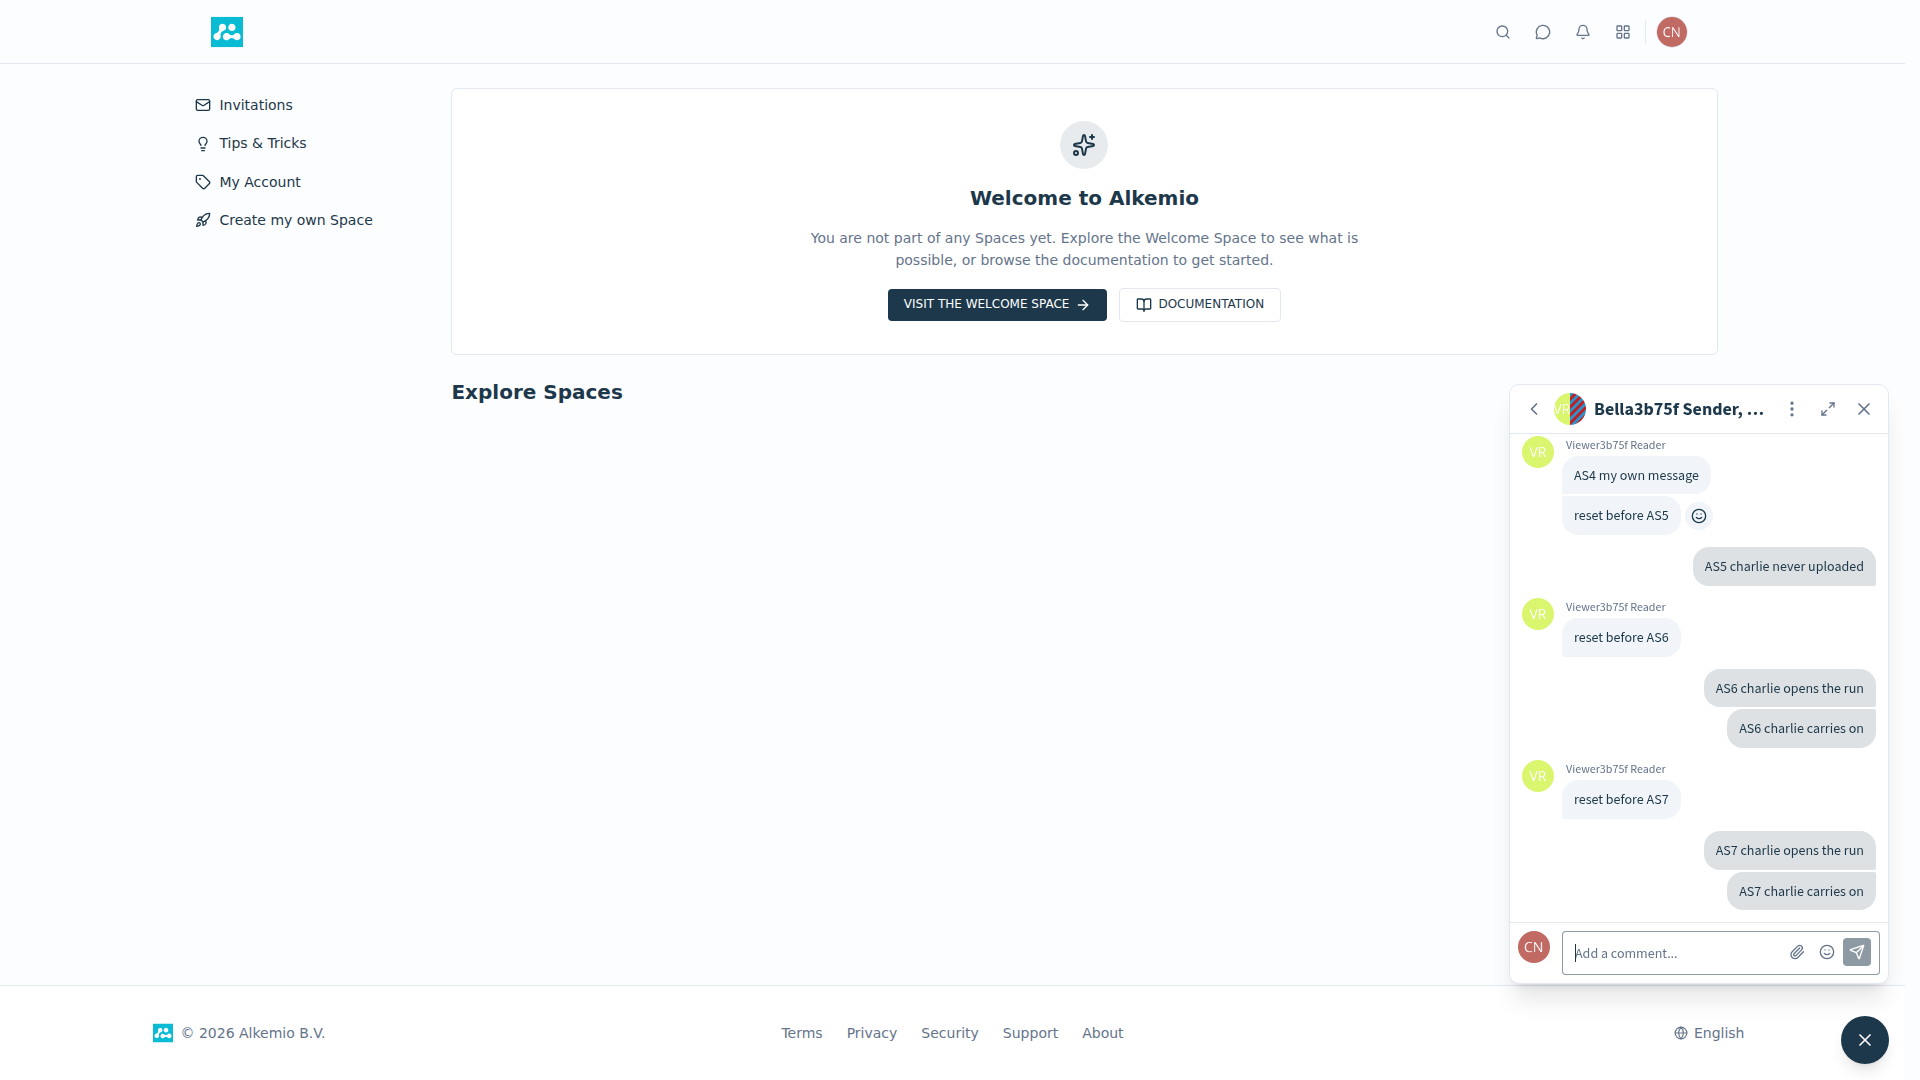 CN
Invitations
Tips & Tricks
My Account
Create my own Space
Welcome to Alkemio
You are not part of any Spaces yet. Explore the Welcome Space to see what is
possible, or browse the documentation to get started.
VISIT THE WELCOME SPACE
DOCUMENTATION
Explore Spaces
VR
Bella3b75f Sender, ...
Viewer3b75f Reader
VR
AS4 my own message
reset before AS5
AS5 charlie never uploaded
Viewer3b75f Reader
VR
reset before AS6
AS6 charlie opens the run
AS6 charlie carries on
Viewer3b75f Reader
VR
reset before AS7
AS7 charlie opens the run
AS7 charlie carries on
CN
Add a comment...
© 2026 Alkemio B.V.
Terms
Privacy
Security
Support
About
English